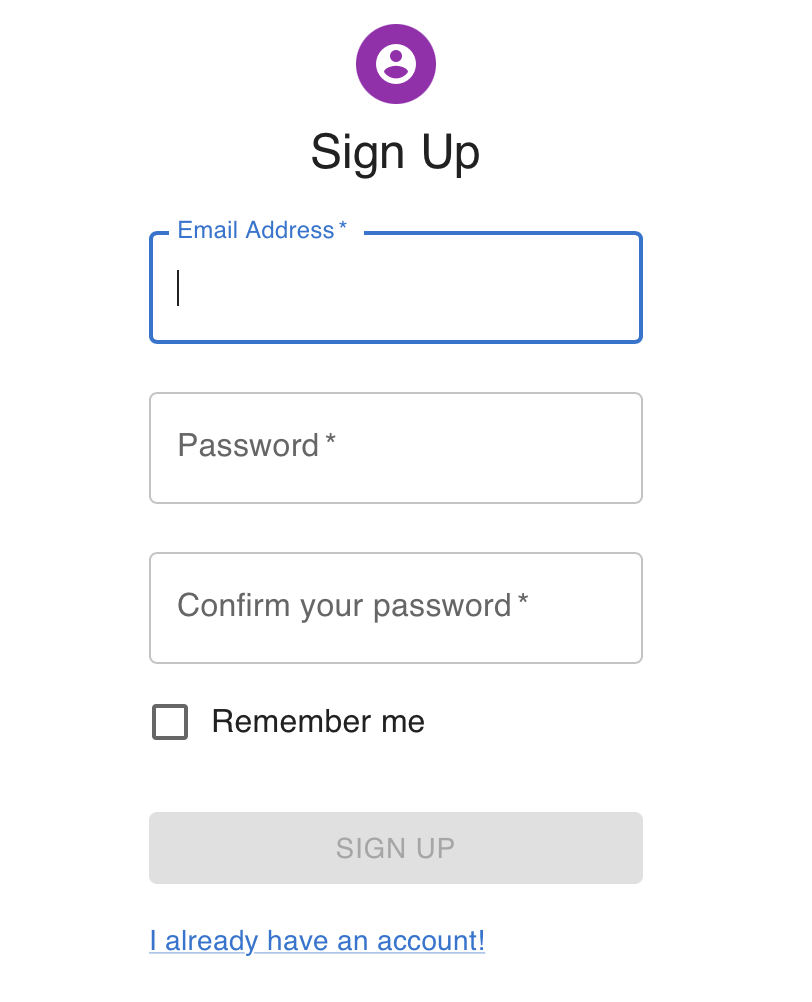 Sign Up
Email Address *
Password *
Confirm your password *
Remember me
SIGN UP
I already have an account!